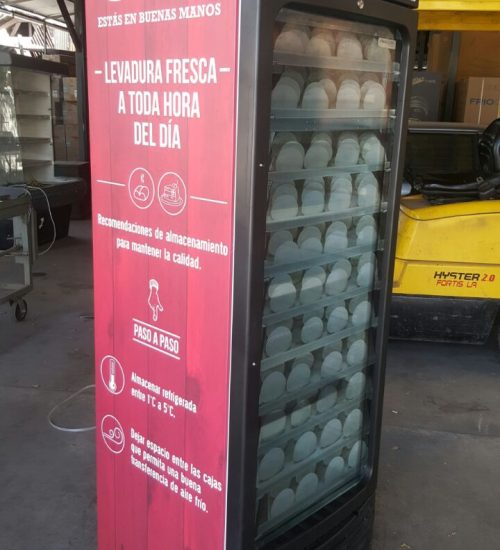 ESTÁS EN BUENAS MANOS
LEVADURA FRESCA
A TODA HORA
DEL DÍA
Recomendaciones de almacenamiento
para mantener la calidad.
PASO A PASO
Almacenar refrigerada
entre 1°C a 5°C.
Dejar espacio entre las cajas
que permita una buena
transferencia de aire frío.
HYSTER 2.0
FORTIS LA
FRIO